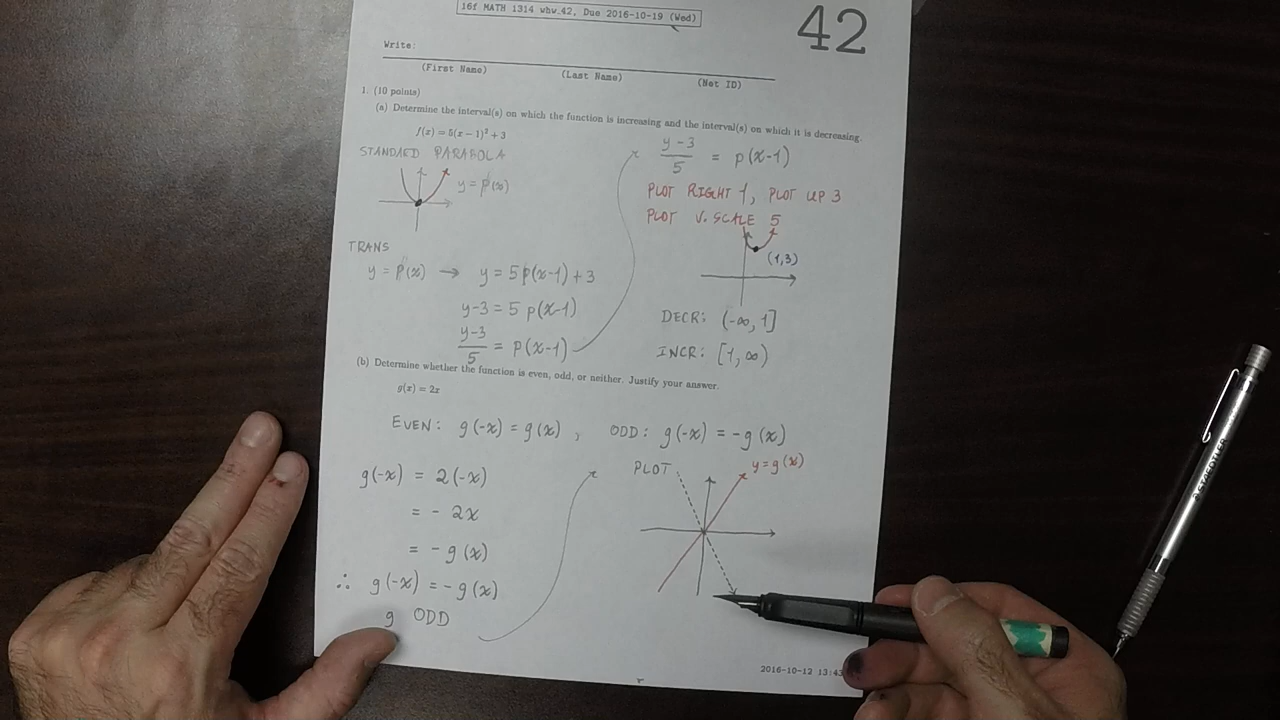 16f MATH 1314 whw.42, Due 2016-10-19 (Wed)
42
Write:
(First Name) (Last Name) (Net ID)
1. (10 points)
(a) Determine the interval(s) on which the function is increasing and the interval(s) on which it is decreasing.
f(x) = 5(x − 1)² + 3
STANDARD PARABOLA
y = p(x)
TRANS
y = p(x) → y = 5p(x-1) + 3
y-3 = 5 p(x-1)
y-3/5 = p(x-1)
y-3/5 = p(x-1)
PLOT RIGHT 1, PLOT UP 3
PLOT V. SCALE 5
(1,3)
DECR: (-∞, 1]
INCR: [1, ∞)
(b) Determine whether the function is even, odd, or neither. Justify your answer.
g(x) = 2x
EVEN: g(-x) = g(x) , ODD: g(-x) = -g(x)
g(-x) = 2(-x)
= - 2x
= - g(x)
∴ g(-x) = -g(x)
g ODD
PLOT
y = g(x)
2016-10-12 13:43